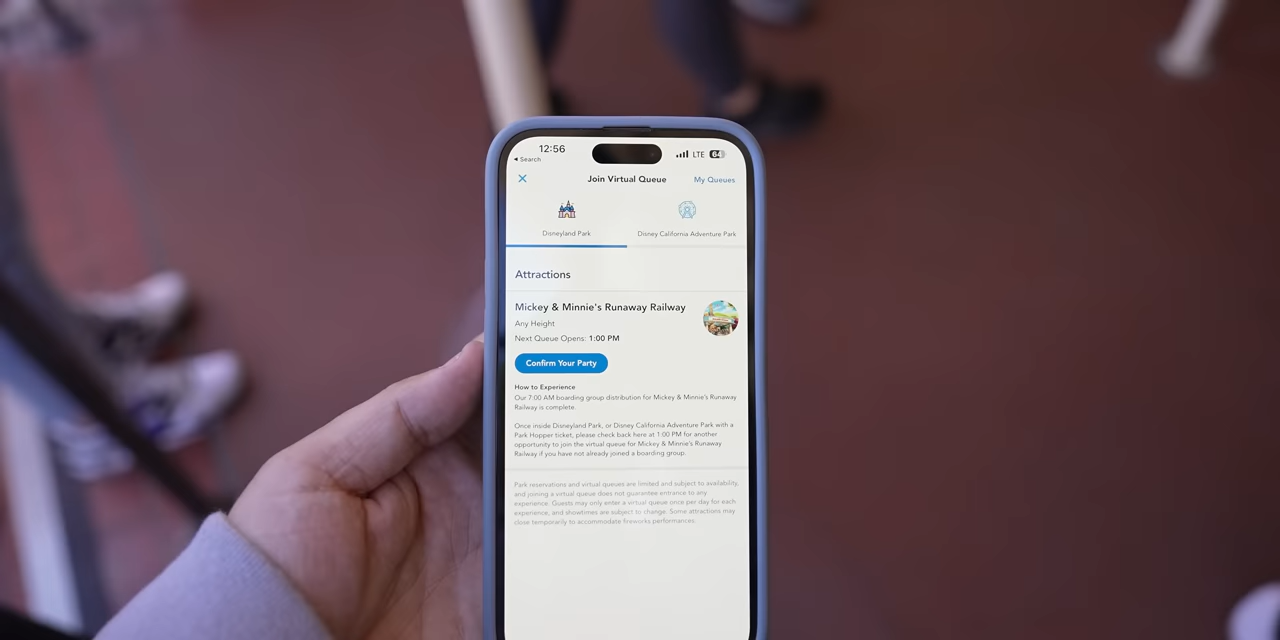 12:56
LTE 64
◀ Search
Join Virtual Queue
My Queues
Disneyland Park
Disney California Adventure Park
Attractions
Mickey & Minnie's Runaway Railway
Any Height
Next Queue Opens: 1:00 PM
Confirm Your Party
How to Experience
Our 7:00 AM boarding group distribution for Mickey & Minnie's Runaway
Railway is complete.
Once inside Disneyland Park, or Disney California Adventure Park with a
Park Hopper ticket, please check back here at 1:00 PM for another
opportunity to join the virtual queue for Mickey & Minnie's Runaway
Railway if you have not already joined a boarding group.
Park reservations and virtual queues are limited and subject to availability,
and joining a virtual queue does not guarantee entrance to any
experience. Guests may only enter a virtual queue once per day for each
experience, and showtimes are subject to change. Some attractions may
close temporarily to accommodate fireworks performances.